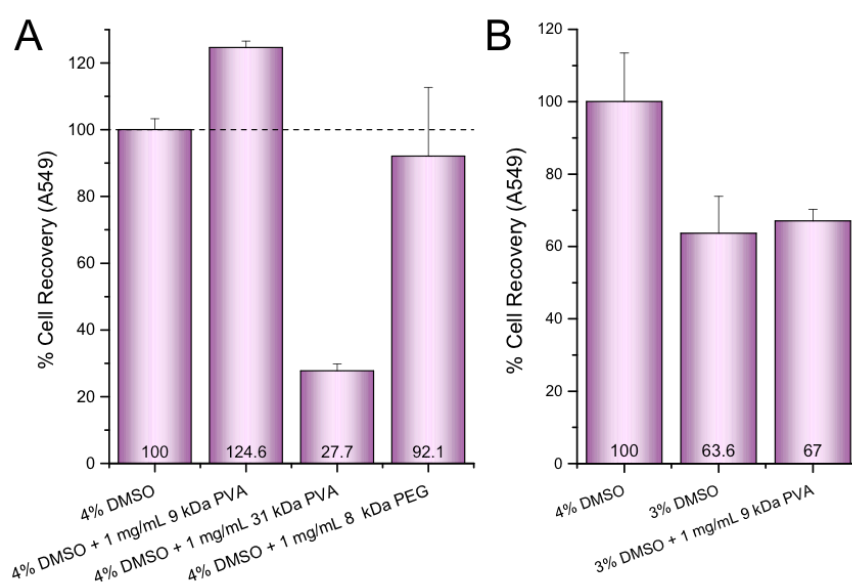 A
% Cell Recovery (A549)
120
100
80
60
40
20
0
100
124.6
27.7
92.1
4% DMSO
4% DMSO + 1 mg/mL 9 kDa PVA
4% DMSO + 1 mg/mL 31 kDa PVA
4% DMSO + 1 mg/mL 8 kDa PEG
B
% Cell Recovery (A549)
120
100
80
60
40
20
0
100
63.6
67
4% DMSO
3% DMSO
3% DMSO + 1 mg/mL 9 kDa PVA